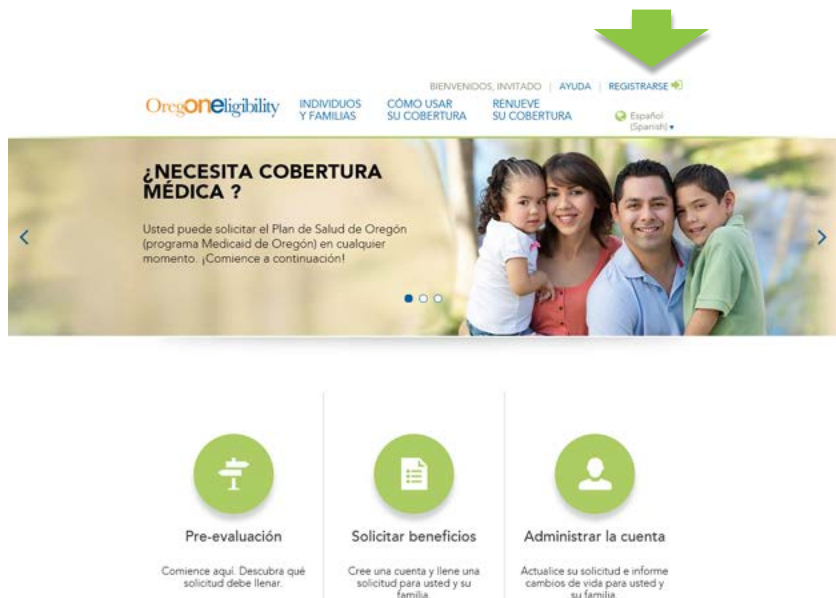 BIENVENIDOS, INVITADO | AYUDA | REGISTRARSE
OregONEligibility
INDIVIDUOS
Y FAMILIAS
CÓMO USAR
SU COBERTURA
RENUEVE
SU COBERTURA
Español
(Spanish)
¿NECESITA COBERTURA
MÉDICA ?
Usted puede solicitar el Plan de Salud de Oregón
(programa Medicaid de Oregón) en cualquier
momento. ¡Comience a continuación!
Pre-evaluación
Comience aquí. Descubra qué
solicitud debe llenar.
Solicitar beneficios
Cree una cuenta y llene una
solicitud para usted y su
familia.
Administrar la cuenta
Actualice su solicitud e informe
cambios de vida para usted y
su familia.